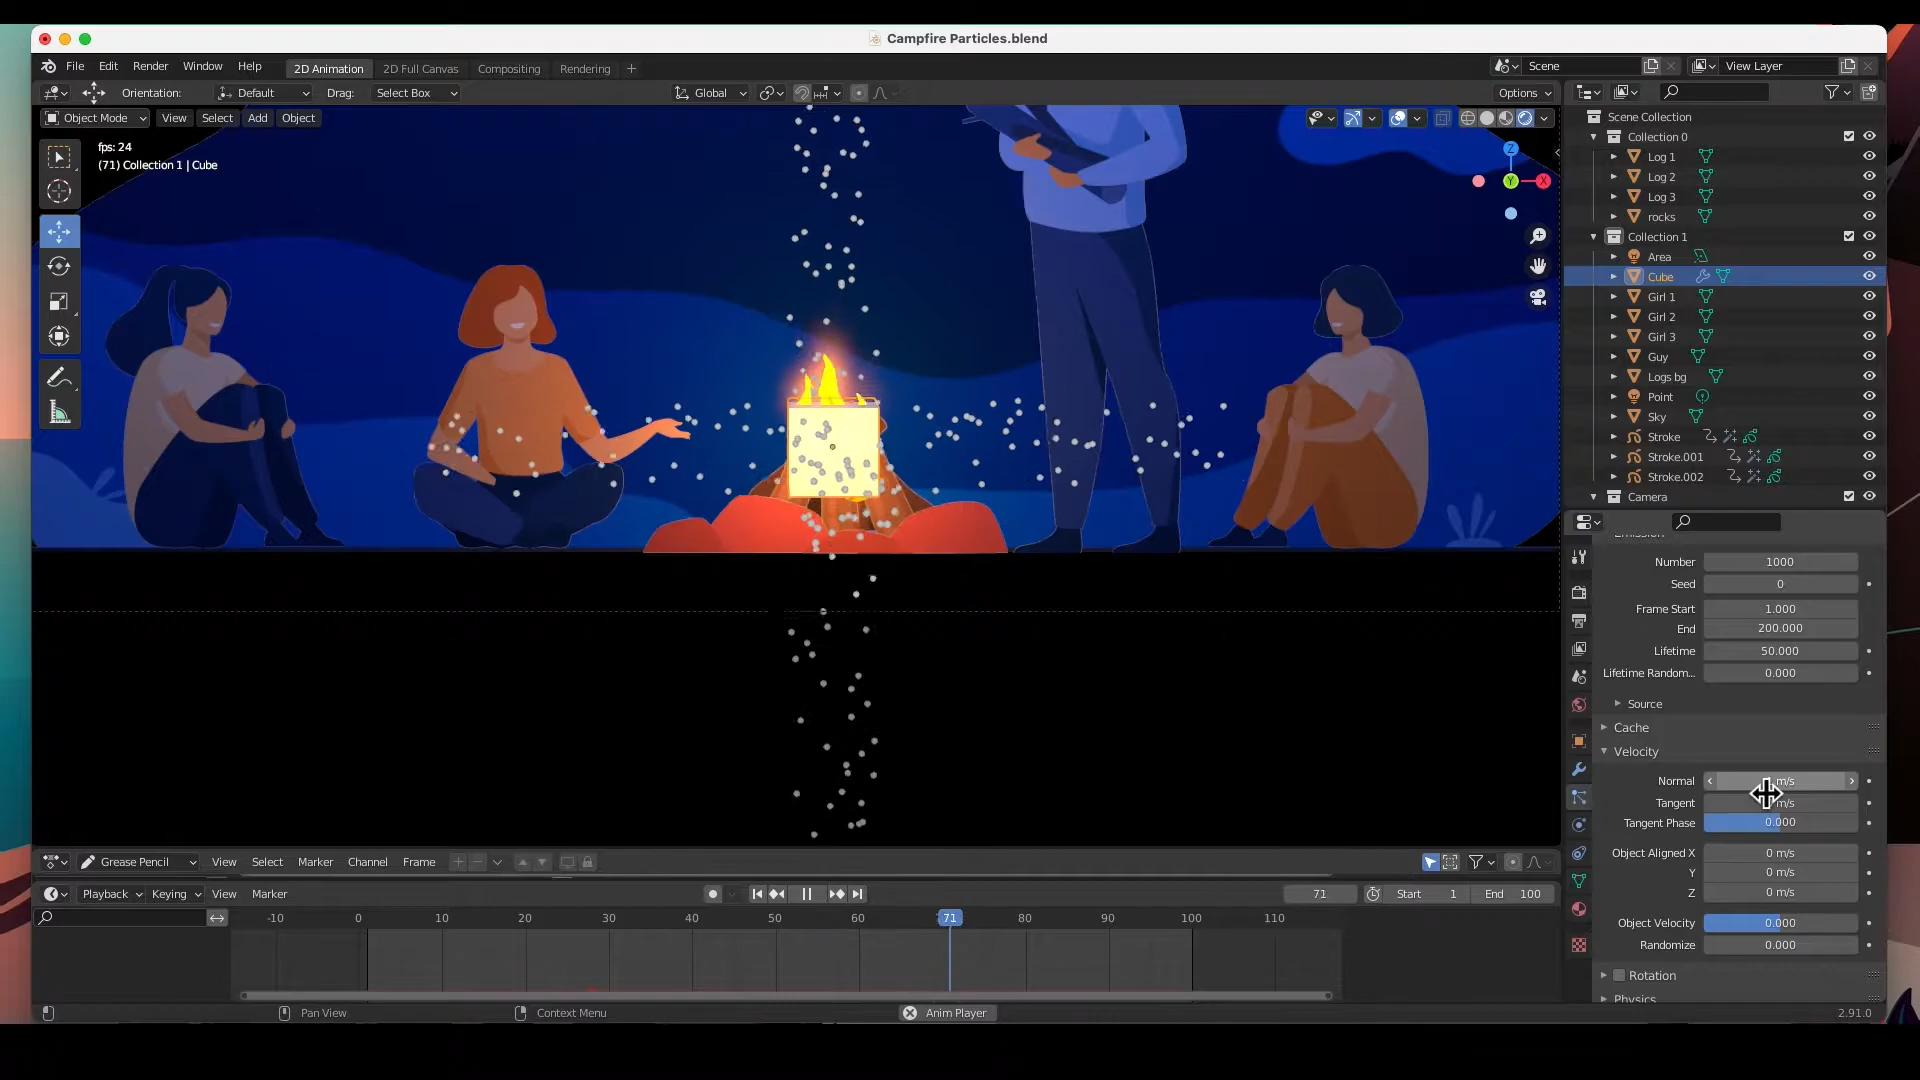 Campfire Particles.blend
File Edit Render Window Help 2D Animation 2D Full Canvas Compositing Rendering + Scene View Layer
Orientation: Default Drag: Select Box Global Options
Object Mode View Select Add Object
fps: 24
(71) Collection 1 | Cube
Z
Y X
Scene Collection
Collection 0
Log 1
Log 2
Log 3
rocks
Collection 1
Area
Cube
Girl 1
Girl 2
Girl 3
Guy
Logs bg
Point
Sky
Stroke
Stroke.001
Stroke.002
Camera
Emission
Number 1000
Seed 0
Frame Start 1.000
End 200.000
Lifetime 50.000
Lifetime Random... 0.000
Source
Cache
Velocity
Normal m/s
Tangent m/s
Tangent Phase 0.000
Object Aligned X 0 m/s
Y 0 m/s
Z 0 m/s
Object Velocity 0.000
Randomize 0.000
Rotation
Physics
Grease Pencil View Select Marker Channel Frame
Playback Keying View Marker 71 Start 1 End 100
-10 0 10 20 30 40 50 60 71 80 90 100 110
Pan View Context Menu Anim Player 2.91.0